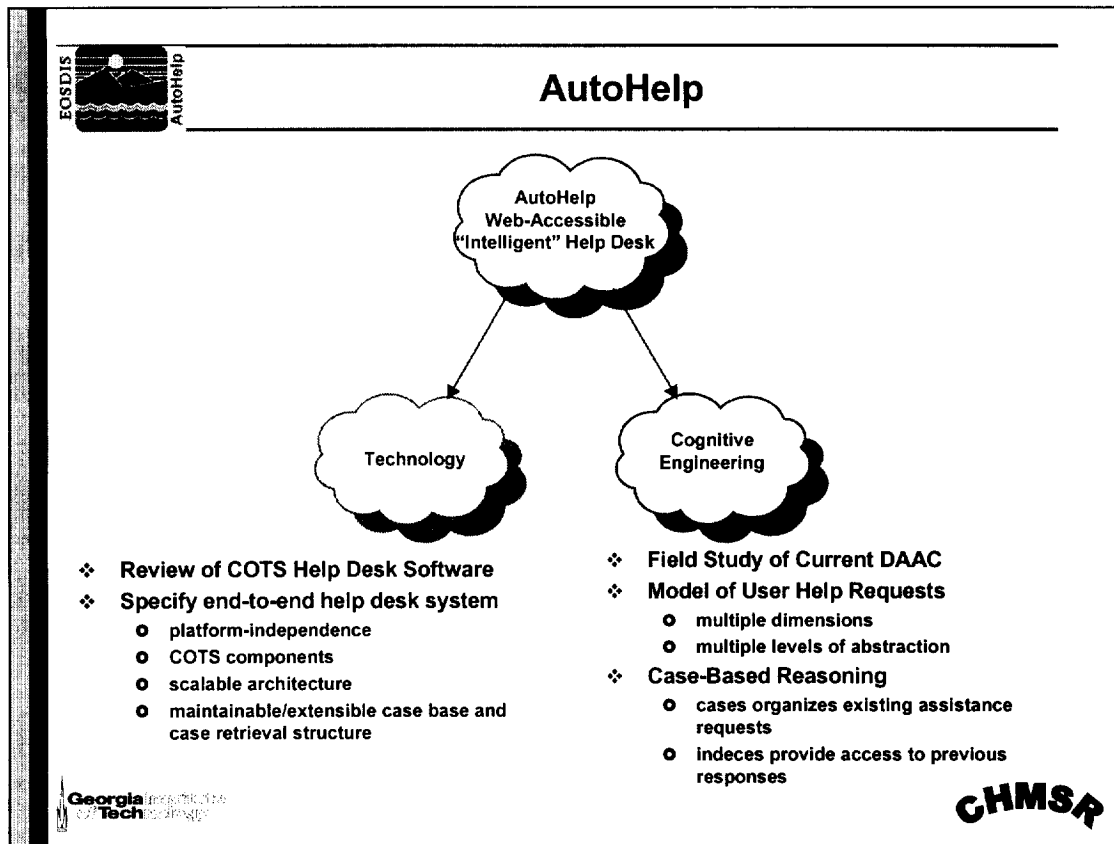 EOSDIS
AutoHelp
AutoHelp
AutoHelp
Web-Accessible
“Intelligent” Help Desk
Technology
Cognitive
Engineering
❖ Review of COTS Help Desk Software
❖ Specify end-to-end help desk system
platform-independence
COTS components
scalable architecture
maintainable/extensible case base and
case retrieval structure
❖ Field Study of Current DAAC
❖ Model of User Help Requests
multiple dimensions
multiple levels of abstraction
❖ Case-Based Reasoning
cases organizes existing assistance
requests
indeces provide access to previous
responses
Georgia Institute
of Technology
CHMSR